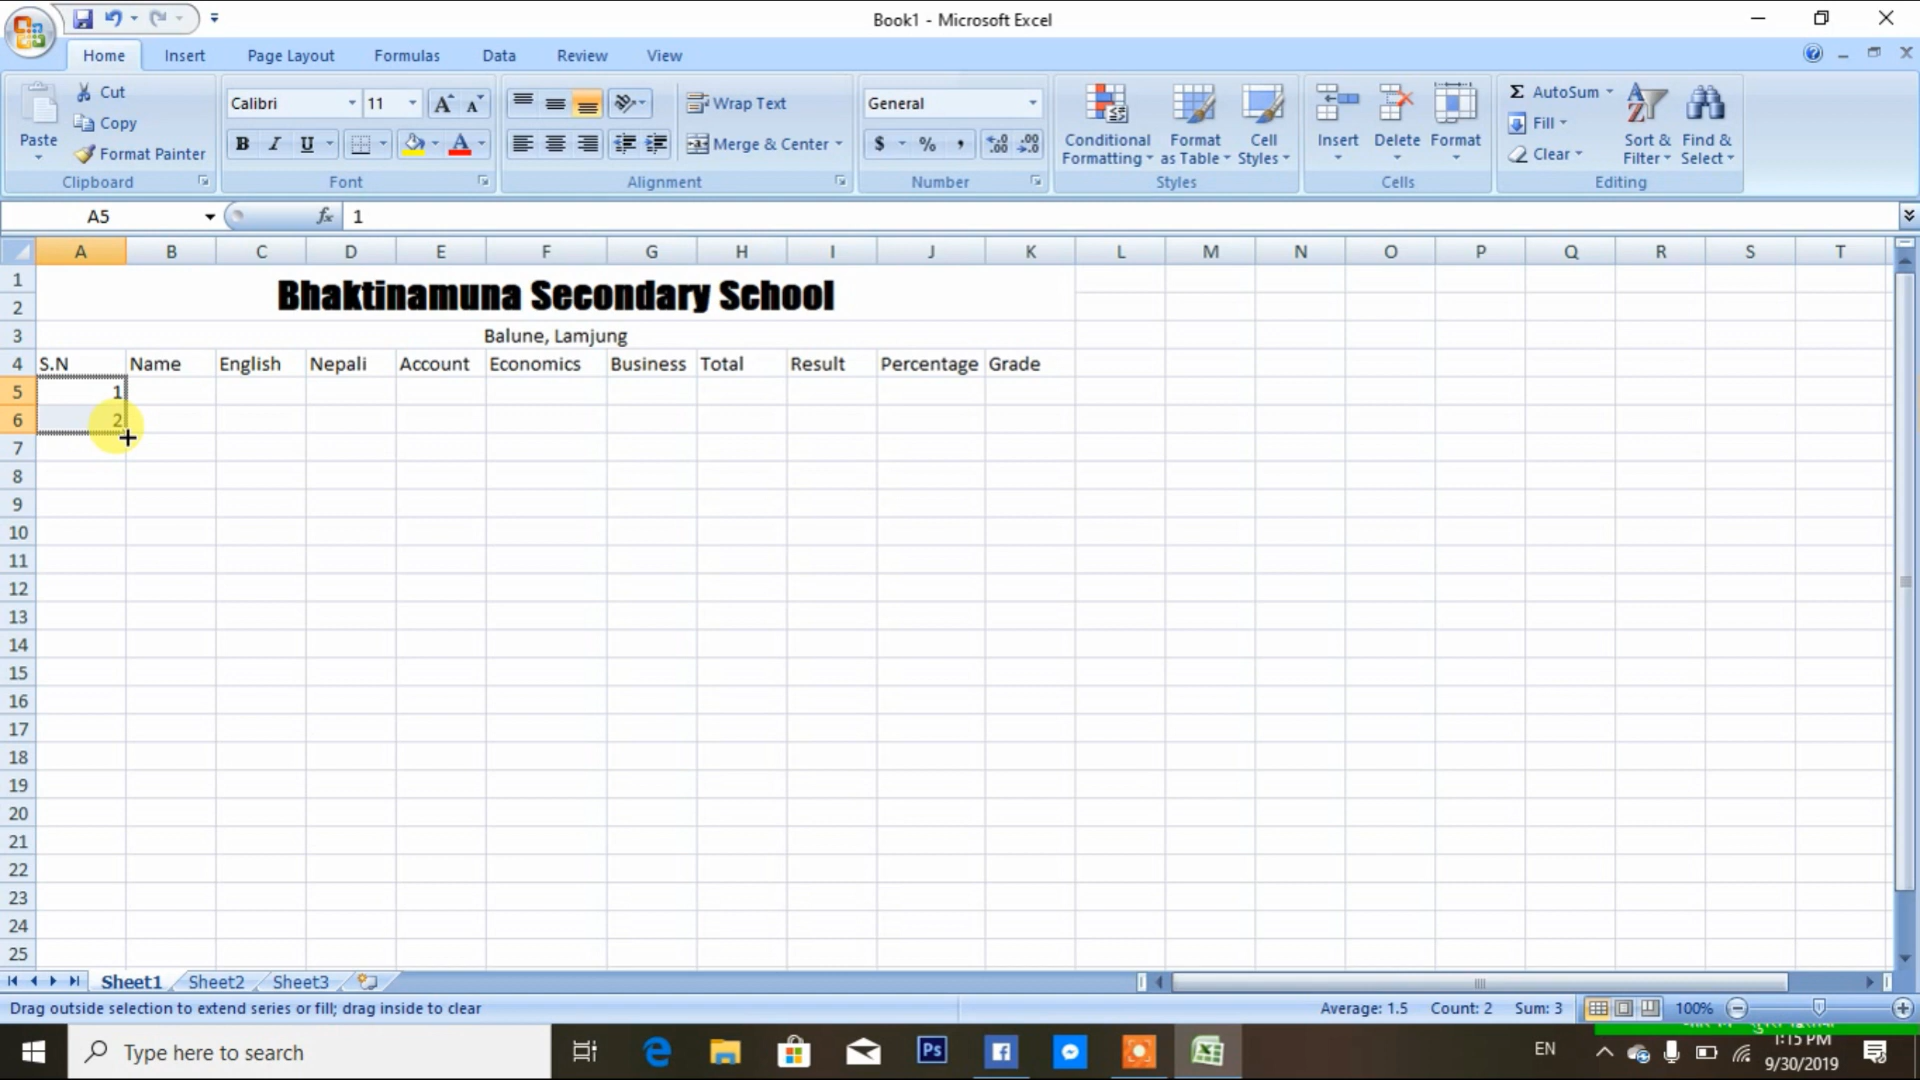 Book1 - Microsoft Excel
Home Insert Page Layout Formulas Data Review View
Paste
Cut
Copy
Format Painter
Clipboard
Calibri 11
B I U
Font
Wrap Text
Merge & Center
Alignment
General
$ % ,
Number
Conditional Formatting
Format as Table
Cell Styles
Styles
Insert Delete Format
Cells
Σ AutoSum
Fill
Clear
Sort & Filter
Find & Select
Editing
A5 fx 1
A B C D E F G H I J K L M N O P Q R S T
1
Bhaktinamuna Secondary School
2
3 Balune, Lamjung
4 S.N Name English Nepali Account Economics Business Total Result Percentage Grade
5 1
6 2
7
8
9
10
11
12
13
14
15
16
17
18
19
20
21
22
23
24
25
Sheet1 Sheet2 Sheet3
Drag outside selection to extend series or fill; drag inside to clear Average: 1.5 Count: 2 Sum: 3 100%
Type here to search
Ps
EN
1:15 PM
9/30/2019